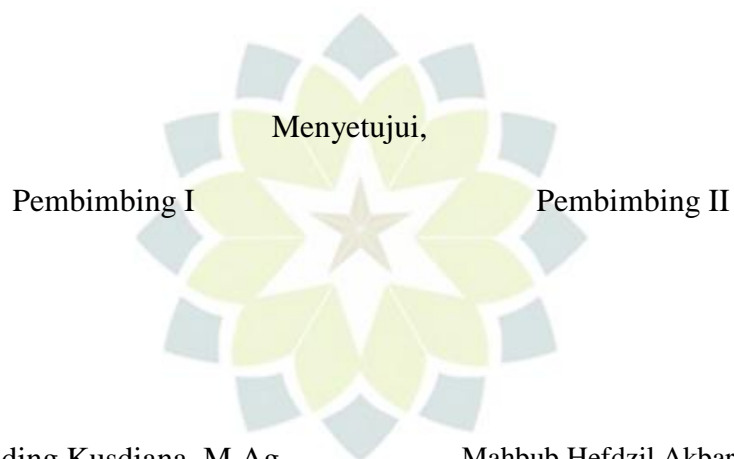 Menyetujui,
Pembimbing I Pembimbing II
ding Kusdiana, M.Ag. Mahbub Hefdzil Akbar